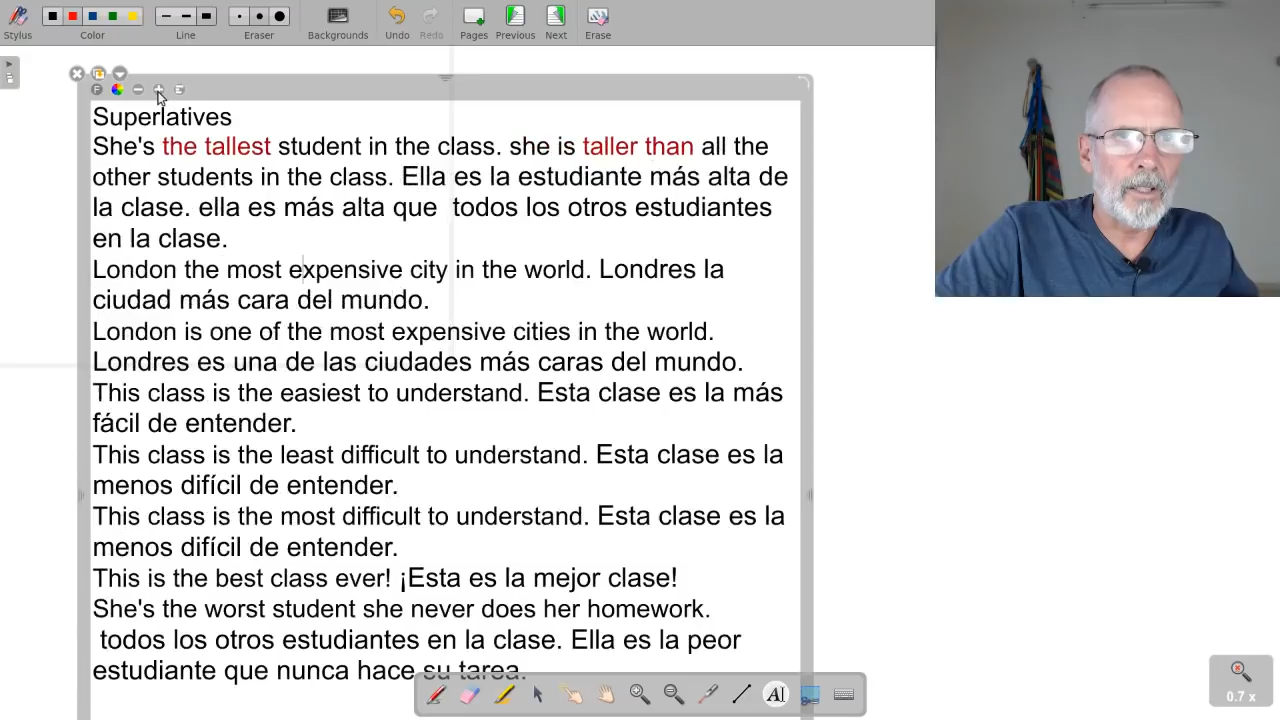 Stylus
Color
Line
Eraser
Backgrounds
Undo
Redo
Pages
Previous
Next
Erase
F
Superlatives
She's the tallest student in the class. she is taller than all the
other students in the class. Ella es la estudiante más alta de
la clase. ella es más alta que  todos los otros estudiantes
en la clase.
London the most expensive city in the world. Londres la
ciudad más cara del mundo.
London is one of the most expensive cities in the world.
Londres es una de las ciudades más caras del mundo.
This class is the easiest to understand. Esta clase es la más
fácil de entender.
This class is the least difficult to understand. Esta clase es la
menos difícil de entender.
This class is the most difficult to understand. Esta clase es la
menos difícil de entender.
This is the best class ever! ¡Esta es la mejor clase!
She's the worst student she never does her homework.
todos los otros estudiantes en la clase. Ella es la peor
estudiante que nunca hace su tarea.
AI
0.7 x